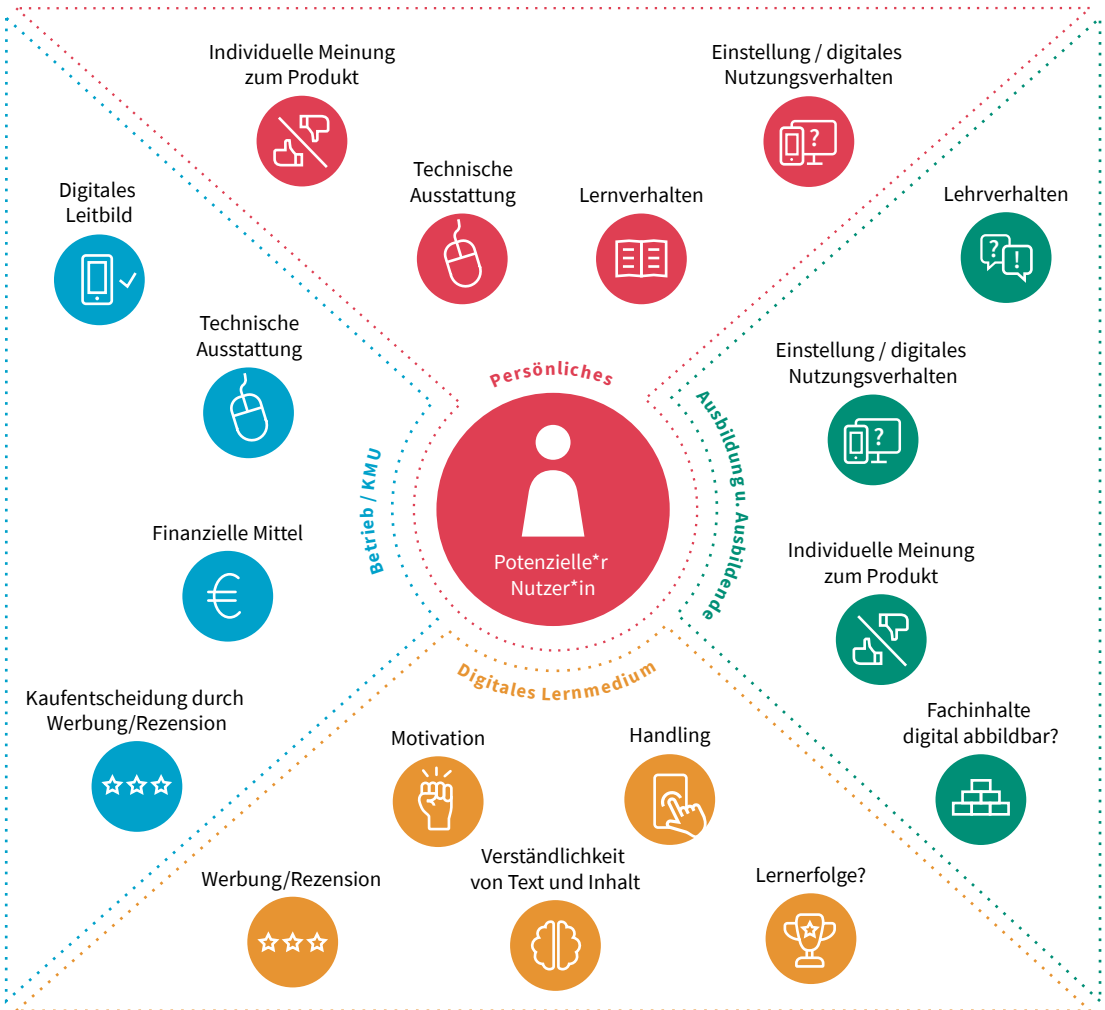 Individuelle Meinung
zum Produkt
Einstellung / digitales
Nutzungsverhalten
Technische
Ausstattung
Lernverhalten
Digitales
Leitbild
Lehrverhalten
?
?
!
Technische
Ausstattung
Einstellung / digitales
Nutzungsverhalten
?
Persönliches
Betrieb / KMU
Ausbildung u. Ausbildende
Potenzielle*r
Nutzer*in
Finanzielle Mittel
€
Individuelle Meinung
zum Produkt
Digitales Lernmedium
Kaufentscheidung durch
Werbung/Rezension
Motivation
Handling
Fachinhalte
digital abbildbar?
Werbung/Rezension
Verständlichkeit
von Text und Inhalt
Lernerfolge?